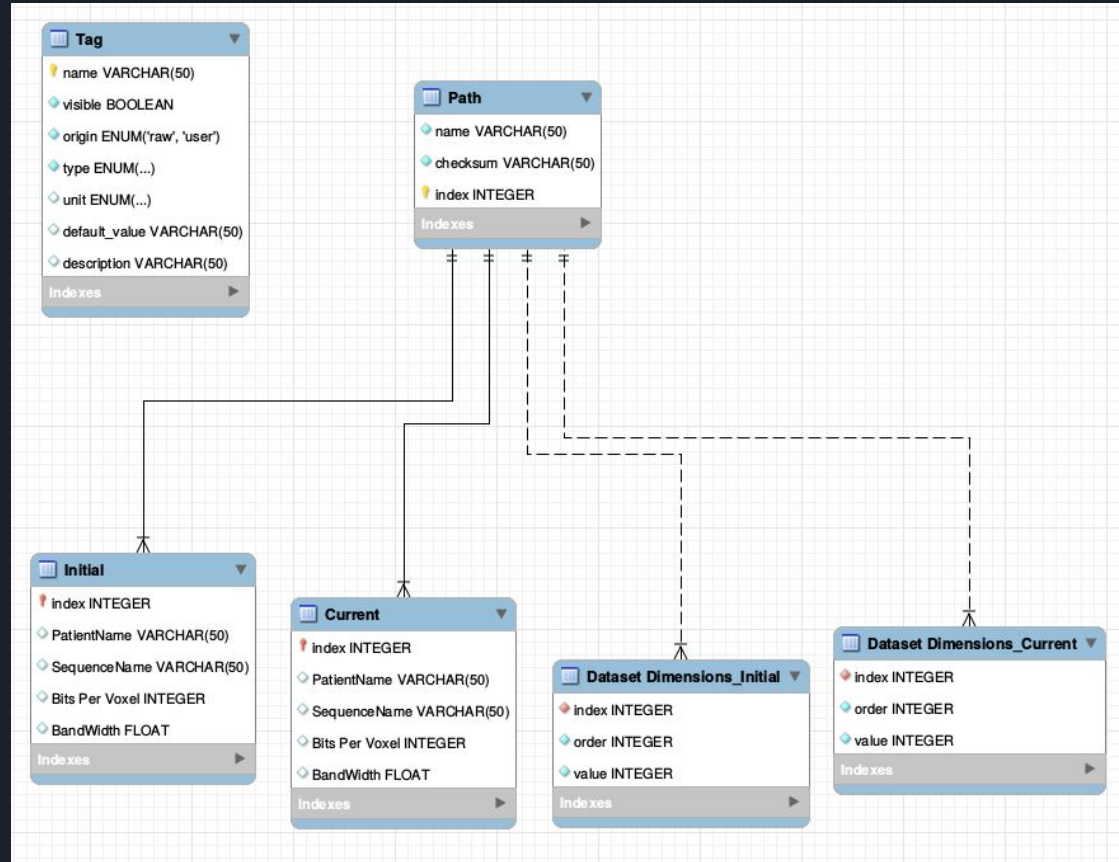 Tag
name VARCHAR(50)
visible BOOLEAN
origin ENUM('raw', 'user')
type ENUM(...)
unit ENUM(...)
default_value VARCHAR(50)
description VARCHAR(50)
Indexes
Path
name VARCHAR(50)
checksum VARCHAR(50)
index INTEGER
Indexes
Initial
index INTEGER
PatientName VARCHAR(50)
SequenceName VARCHAR(50)
Bits Per Voxel INTEGER
BandWidth FLOAT
Indexes
Current
index INTEGER
PatientName VARCHAR(50)
SequenceName VARCHAR(50)
Bits Per Voxel INTEGER
BandWidth FLOAT
Indexes
Dataset Dimensions_Initial
index INTEGER
order INTEGER
value INTEGER
Indexes
Dataset Dimensions_Current
index INTEGER
order INTEGER
value INTEGER
Indexes